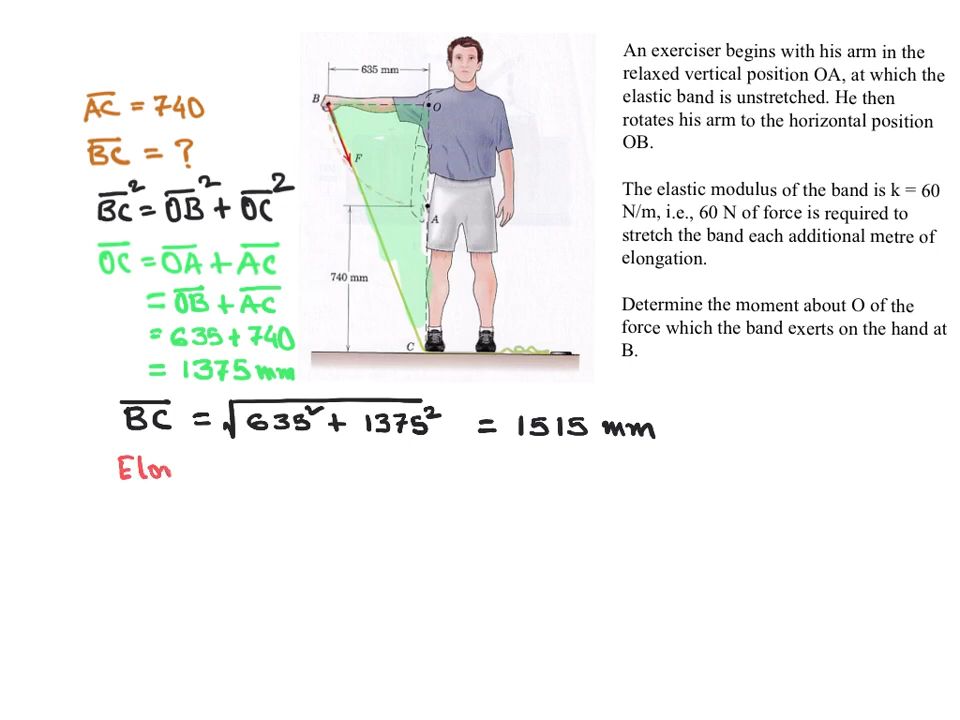 AC = 740
BC = ?
BC² = OB² + OC²
OC = OA + AC
= OB + AC
= 635 + 740
= 1375 mm
BC = √635² + 1375² = 1515 mm
Elon
635 mm
B
O
F
A
740 mm
C
An exerciser begins with his arm in the
relaxed vertical position OA, at which the
elastic band is unstretched. He then
rotates his arm to the horizontal position
OB.
The elastic modulus of the band is k = 60
N/m, i.e., 60 N of force is required to
stretch the band each additional metre of
elongation.
Determine the moment about O of the
force which the band exerts on the hand at
B.